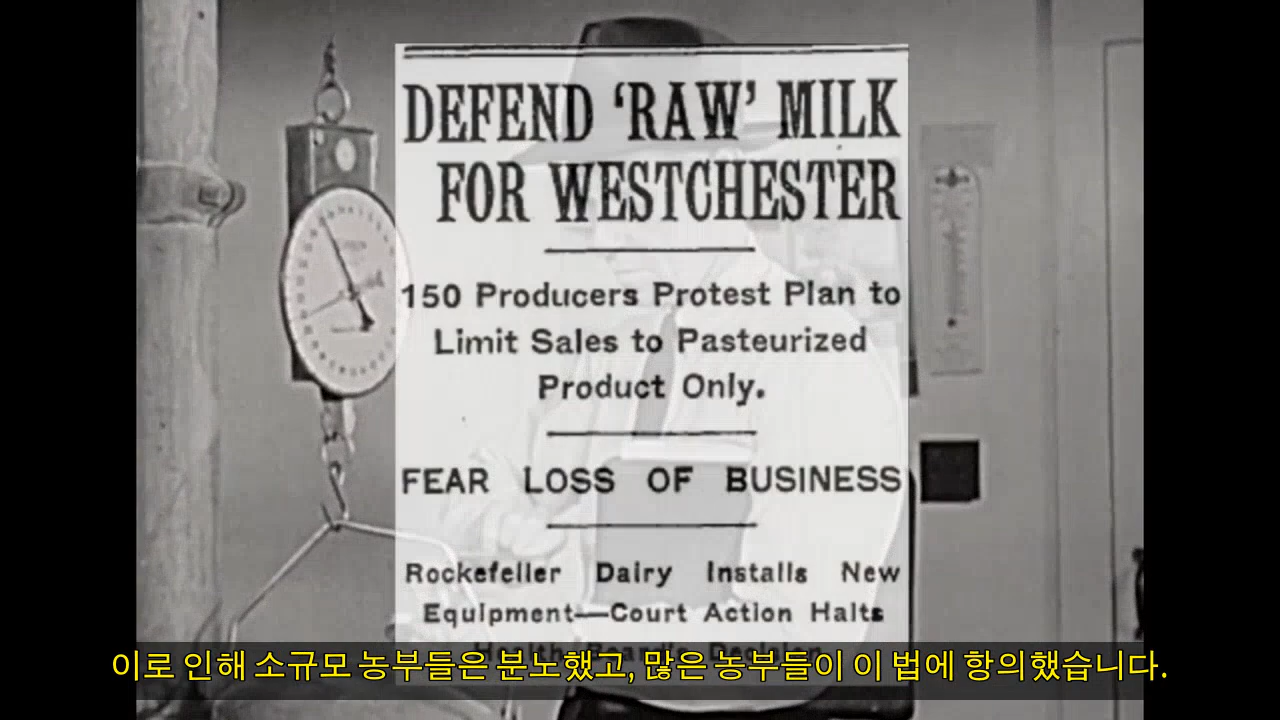 DEFEND ‘RAW’ MILK
FOR WESTCHESTER
150 Producers Protest Plan to
Limit Sales to Pasteurized
Product Only.
FEAR LOSS OF BUSINESS
Rockefeller Dairy Installs New
Equipment—Court Action Halts
Health Board's Decision.
이로 인해 소규모 농부들은 분노했고, 많은 농부들이 이 법에 항의했습니다.